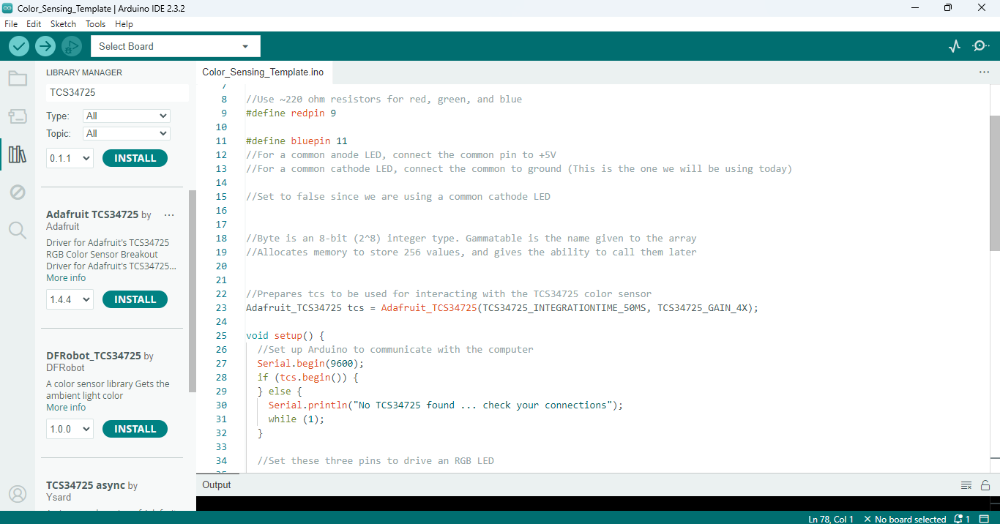 Color_Sensing_Template | Arduino IDE 2.3.2
File Edit Sketch Tools Help
Select Board
LIBRARY MANAGER
TCS34725
Type: All
Topic: All
0.1.1 INSTALL
Adafruit TCS34725 by ...
Adafruit
Driver for Adafruit's TCS34725
RGB Color Sensor Breakout
Driver for Adafruit's TCS34725...
More info
1.4.4 INSTALL
DFRobot_TCS34725 by
DFRobot
A color sensor library Gets the
ambient light color
More info
1.0.0 INSTALL
TCS34725 async by
Ysard
Color_Sensing_Template.ino
7
8 //Use ~220 ohm resistors for red, green, and blue
9 #define redpin 9
10
11 #define bluepin 11
12 //For a common anode LED, connect the common pin to +5V
13 //For a common cathode LED, connect the common to ground (This is the one we will be using today)
14
15 //Set to false since we are using a common cathode LED
16
17
18 //Byte is an 8-bit (2^8) integer type. Gammatable is the name given to the array
19 //Allocates memory to store 256 values, and gives the ability to call them later
20
21
22 //Prepares tcs to be used for interacting with the TCS34725 color sensor
23 Adafruit_TCS34725 tcs = Adafruit_TCS34725(TCS34725_INTEGRATIONTIME_50MS, TCS34725_GAIN_4X);
24
25 void setup() {
26 //Set up Arduino to communicate with the computer
27 Serial.begin(9600);
28 if (tcs.begin()) {
29 } else {
30 Serial.println("No TCS34725 found ... check your connections");
31 while (1);
32 }
33
34 //Set these three pins to drive an RGB LED
Output
Ln 78, Col 1 × No board selected 1